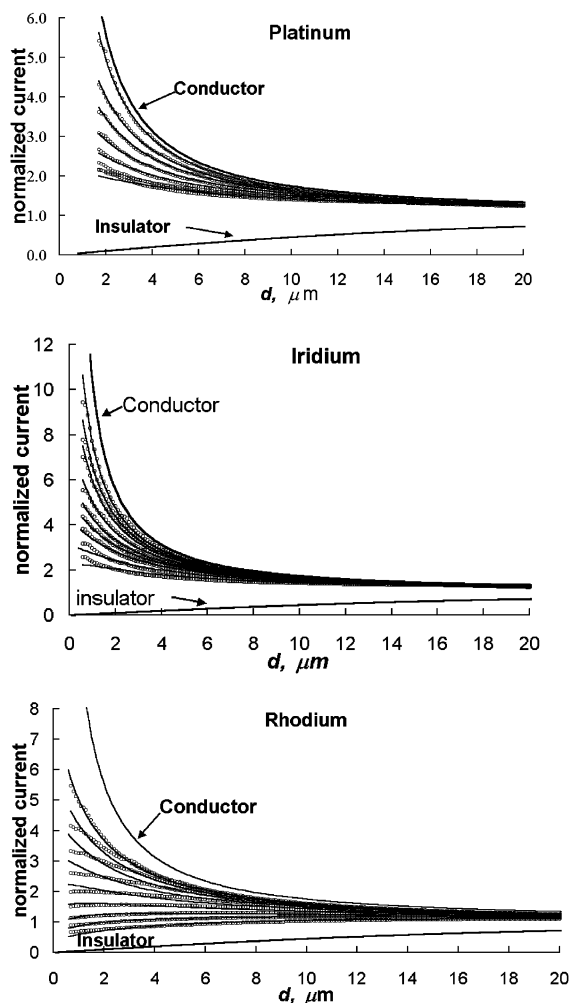 Platinum
6.0
5.0
4.0
3.0
2.0
1.0
0.0
normalized current
Conductor
Insulator
0 2 4 6 8 10 12 14 16 18 20
d, μm
Iridium
12
10
8
6
4
2
0
normalized current
Conductor
insulator
0 2 4 6 8 10 12 14 16 18 20
d, μm
Rhodium
8
7
6
5
4
3
2
1
0
normalized current
Conductor
Insulator
0 2 4 6 8 10 12 14 16 18 20
d, μm